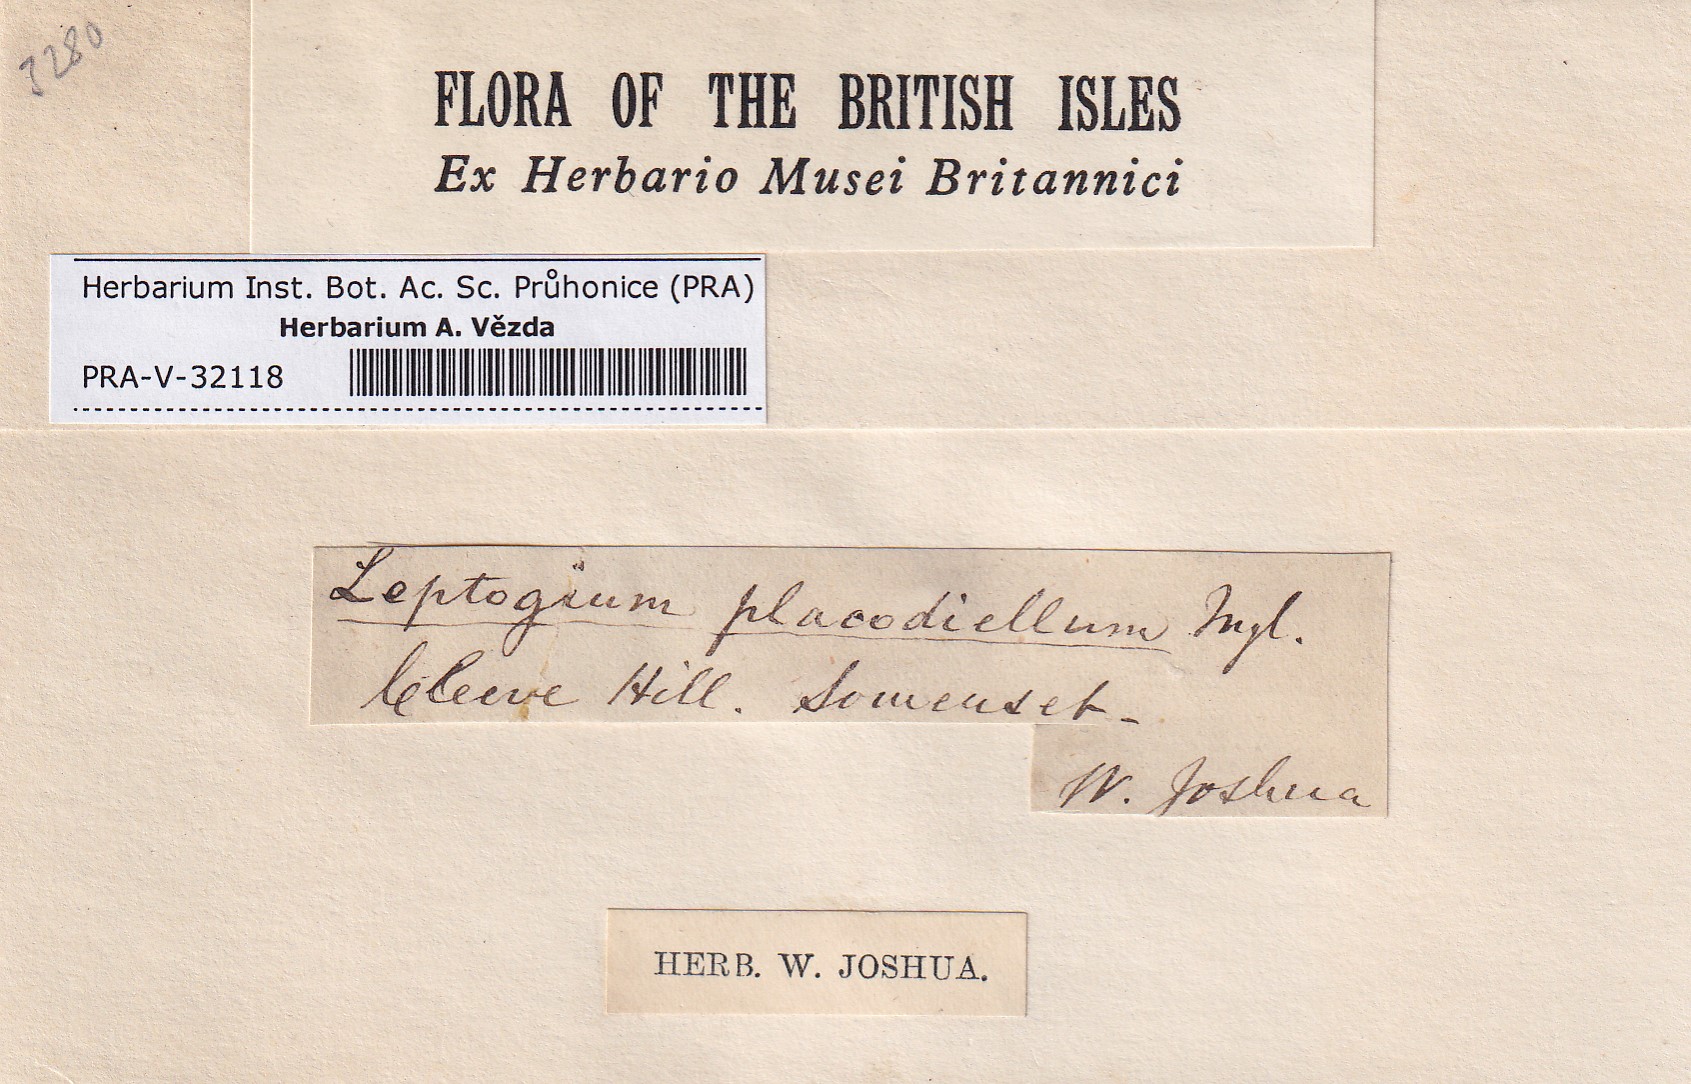 3280
FLORA OF THE BRITISH ISLES
Ex Herbario Musei Britannici
Herbarium Inst. Bot. Ac. Sc. Průhonice (PRA)
Herbarium A. Vězda
PRA-V-32118
Leptogium placodiellum Nyl.
Cleeve Hill. Somerset -
W. Joshua
HERB. W. JOSHUA.